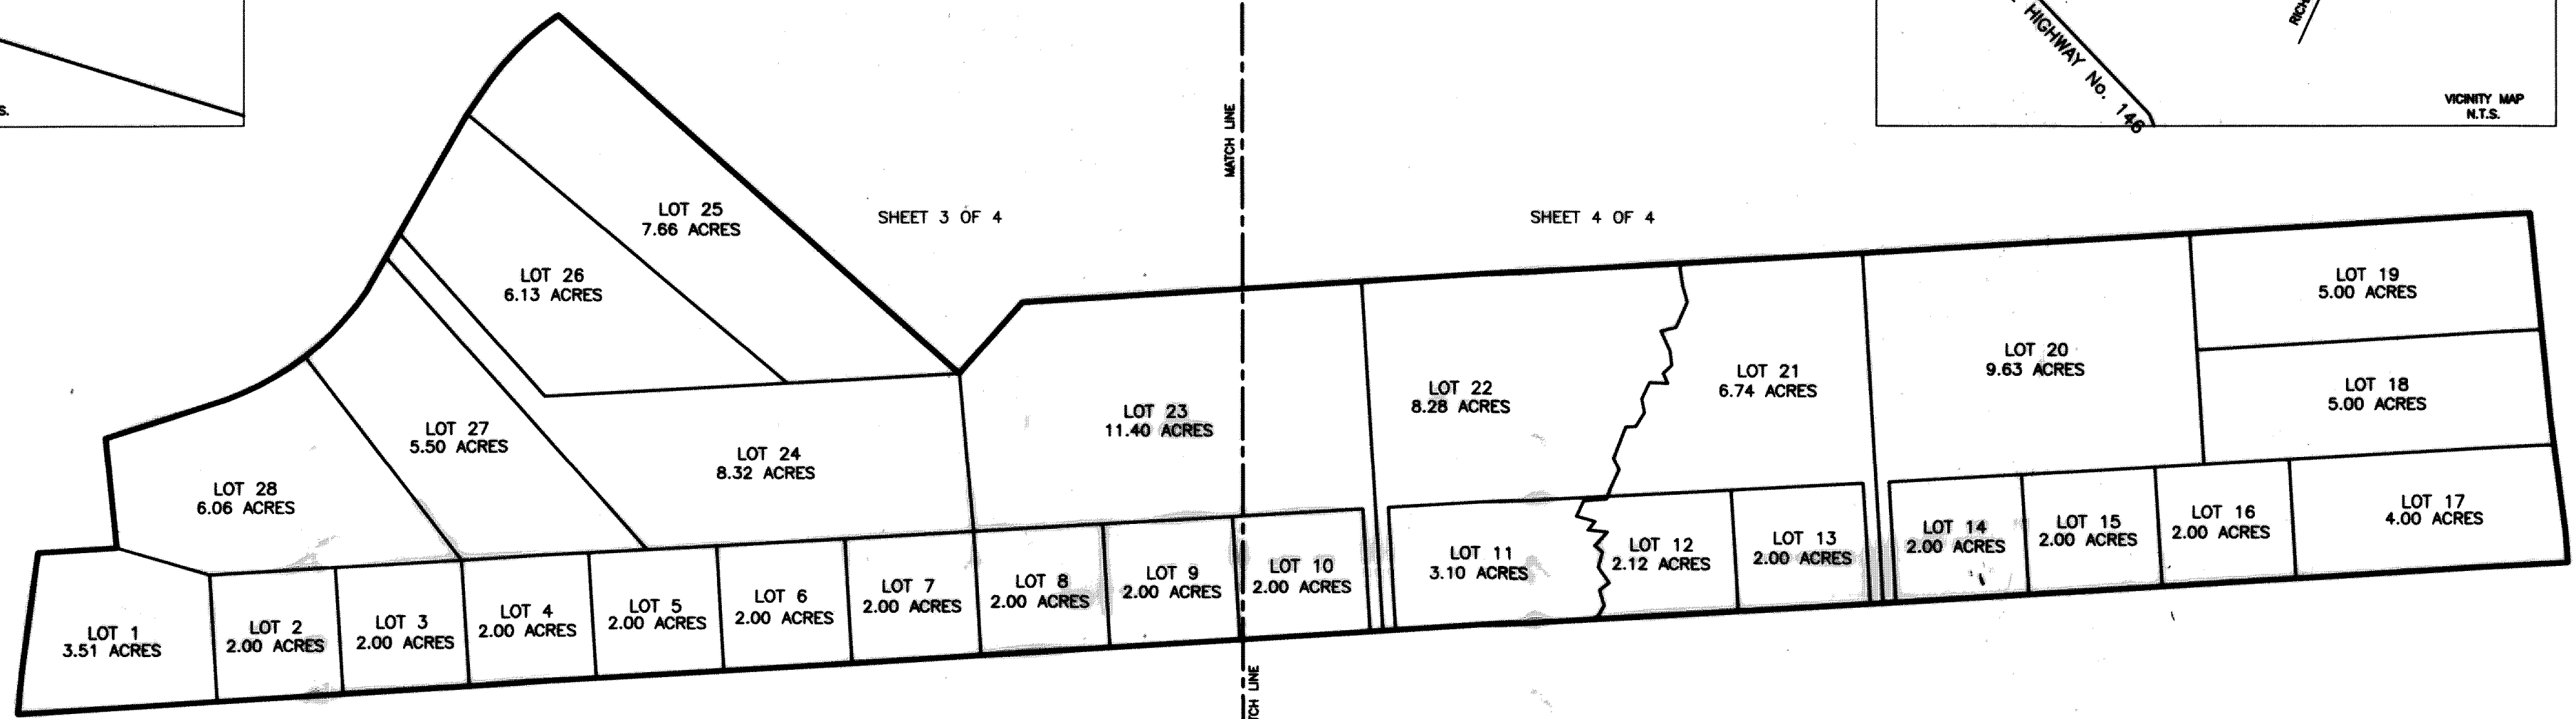 S.
HIGHWAY No. 146
RICH
VICINITY MAP
N.T.S.
MATCH LINE
SHEET 3 OF 4
SHEET 4 OF 4
LOT 25
7.66 ACRES
LOT 26
6.13 ACRES
LOT 19
5.00 ACRES
LOT 20
9.63 ACRES
LOT 21
6.74 ACRES
LOT 22
8.28 ACRES
LOT 18
5.00 ACRES
LOT 23
11.40 ACRES
LOT 27
5.50 ACRES
LOT 24
8.32 ACRES
LOT 28
6.06 ACRES
LOT 1
3.51 ACRES
LOT 2
2.00 ACRES
LOT 3
2.00 ACRES
LOT 4
2.00 ACRES
LOT 5
2.00 ACRES
LOT 6
2.00 ACRES
LOT 7
2.00 ACRES
LOT 8
2.00 ACRES
LOT 9
2.00 ACRES
LOT 10
2.00 ACRES
LOT 11
3.10 ACRES
LOT 12
2.12 ACRES
LOT 13
2.00 ACRES
LOT 14
2.00 ACRES
LOT 15
2.00 ACRES
LOT 16
2.00 ACRES
LOT 17
4.00 ACRES
TCH LINE